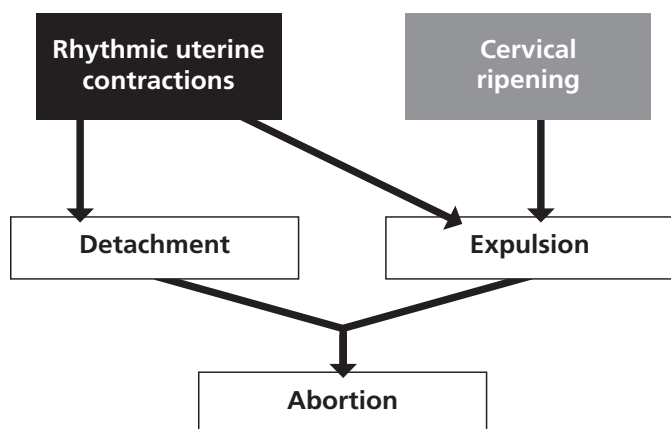 Rhythmic uterine
contractions
Cervical
ripening
Detachment
Expulsion
Abortion